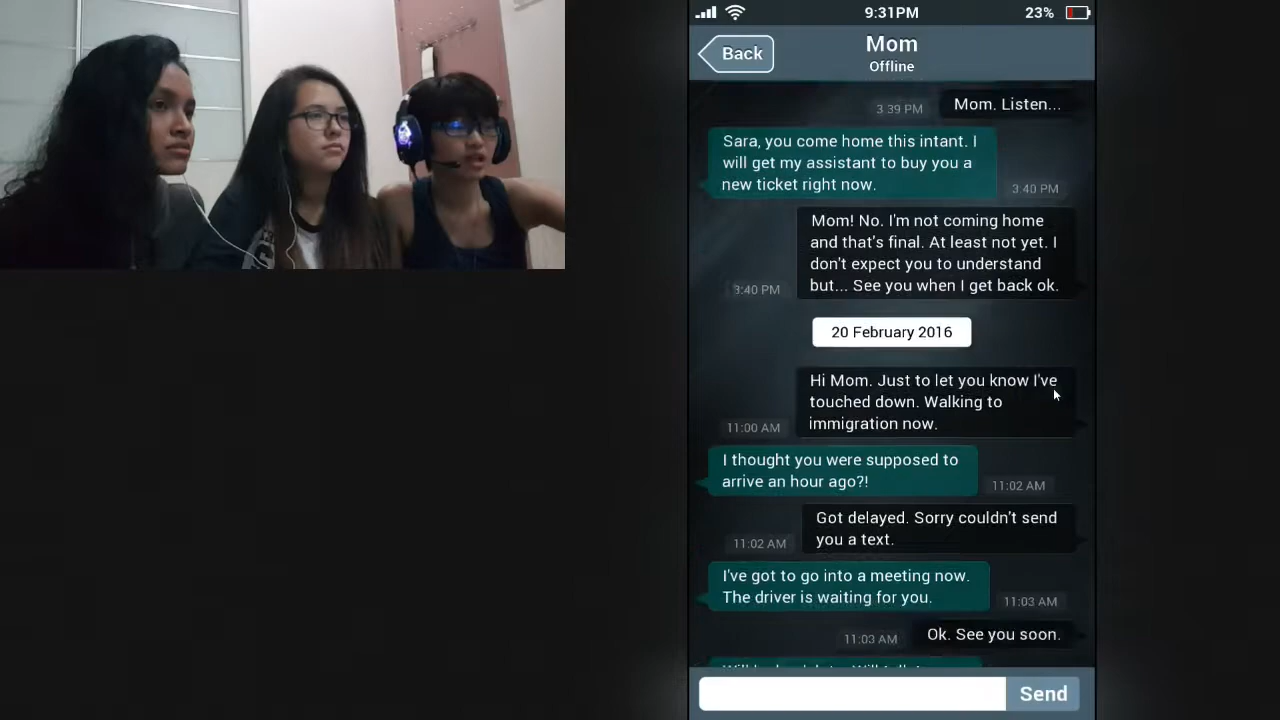 9:31PM
23%
Back
Mom
Offline
3:39 PM
Mom. Listen...
Sara, you come home this intant. I
will get my assistant to buy you a
new ticket right now.
3:40 PM
Mom! No. I'm not coming home
and that's final. At least not yet. I
don't expect you to understand
but... See you when I get back ok.
3:40 PM
20 February 2016
Hi Mom. Just to let you know I've
touched down. Walking to
immigration now.
11:00 AM
I thought you were supposed to
arrive an hour ago?!
11:02 AM
Got delayed. Sorry couldn't send
you a text.
11:02 AM
I've got to go into a meeting now.
The driver is waiting for you.
11:03 AM
Ok. See you soon.
11:03 AM
Send